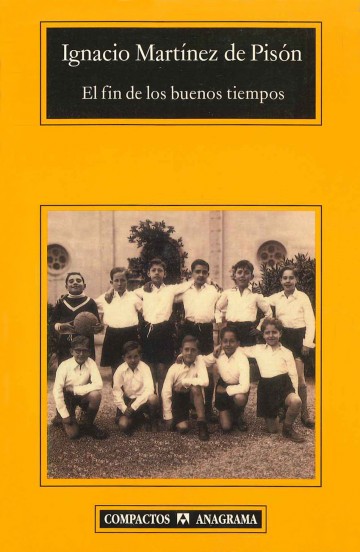 Ignacio Martínez de Pisón
El fin de los buenos tiempos
COMPACTOS ANAGRAMA